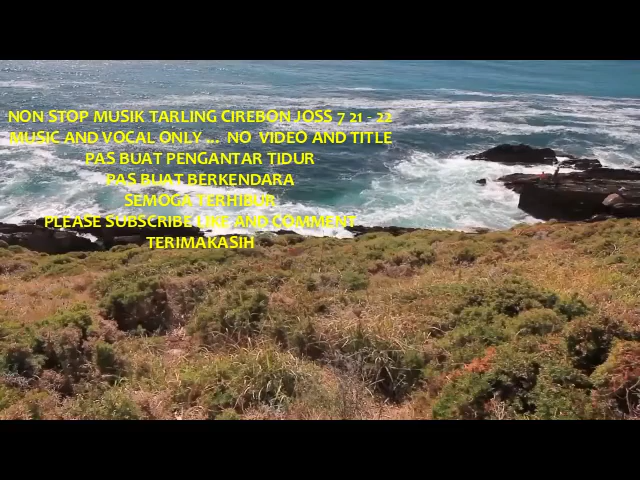 NON STOP MUSIK TARLING CIREBON JOSS 7 21 - 22
MUSIC AND VOCAL ONLY ... NO VIDEO AND TITLE
PAS BUAT PENGANTAR TIDUR
PAS BUAT BERKENDARA
SEMOGA TERHIBUR
PLEASE SUBSCRIBE LIKE AND COMMENT
TERIMAKASIH